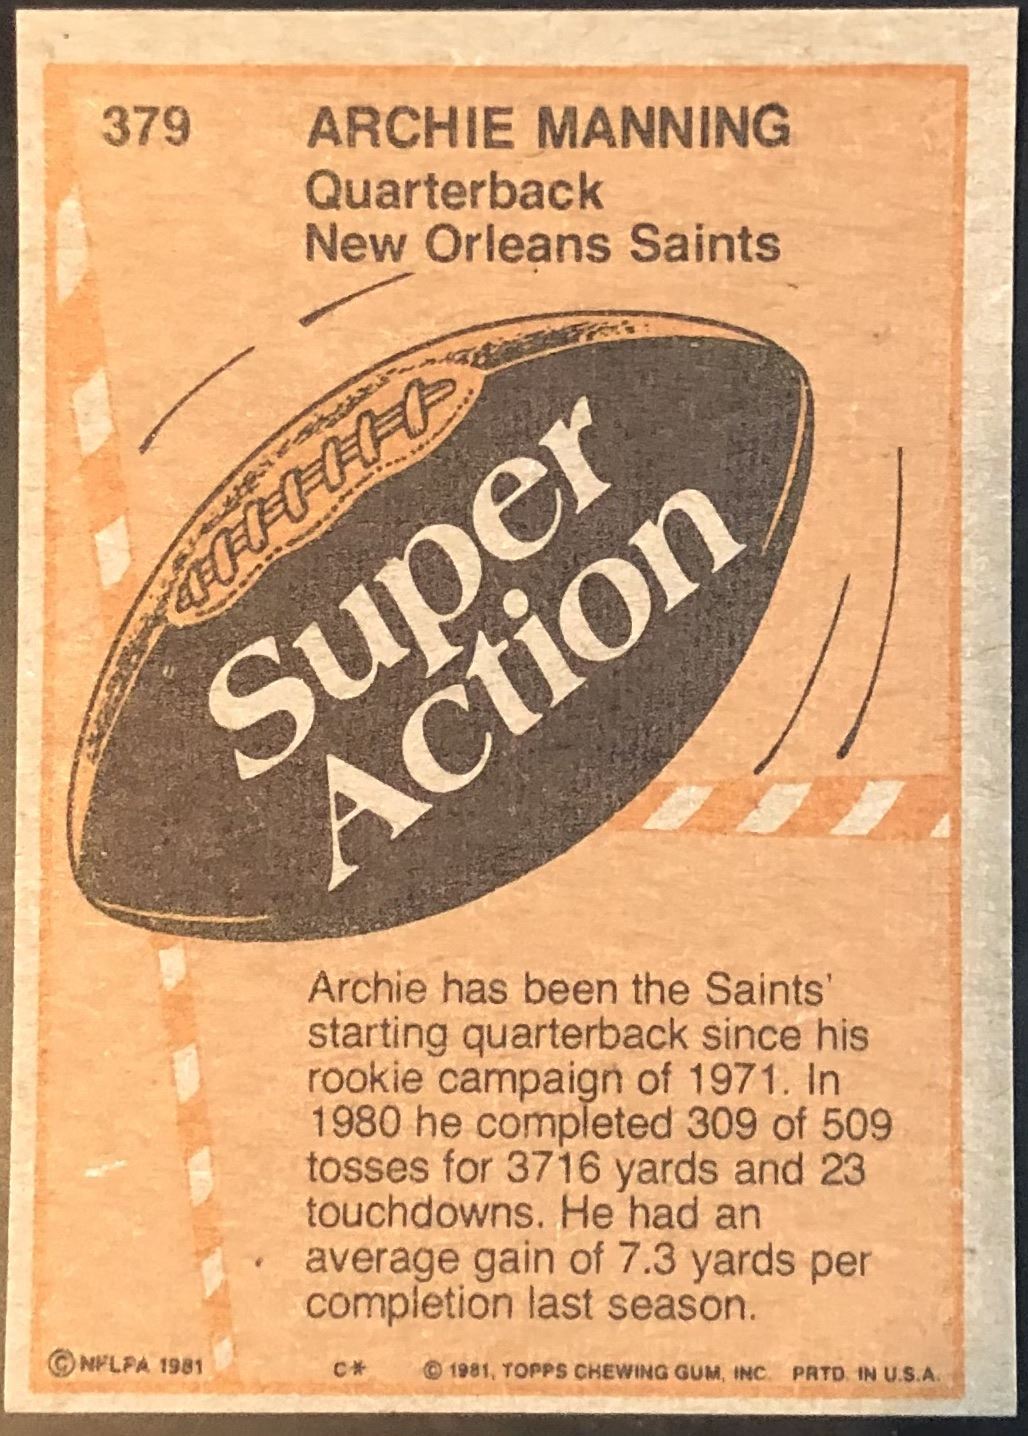 379 ARCHIE MANNING
Quarterback
New Orleans Saints
Super
Action
Archie has been the Saints'
starting quarterback since his
rookie campaign of 1971. In
1980 he completed 309 of 509
tosses for 3716 yards and 23
touchdowns. He had an
average gain of 7.3 yards per
completion last season.
© NFLPA 1981 C* © 1981, TOPPS CHEWING GUM, INC. PRTD. IN U.S.A.